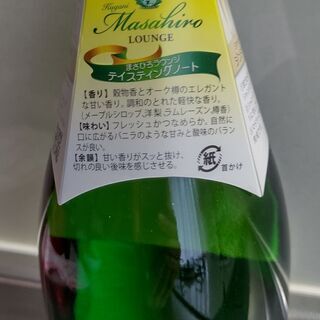 Kugani
Masahiro
LOUNGE
まさひろラウンジ
テイスティングノート
【香り】穀物香とオーク樽のエレガント
な甘い香り。調和のとれた軽快な香り。
(メープルシロップ、洋梨、ラムレーズン、樽香)
【味わい】フレッシュかつなめらか。自然に
口に広がるバニラのような甘みと酸味のバラン
スが良い。
【余韻】甘い香りがスッと抜け、
切れの良い後味を感じさせる。
紙
首かけ